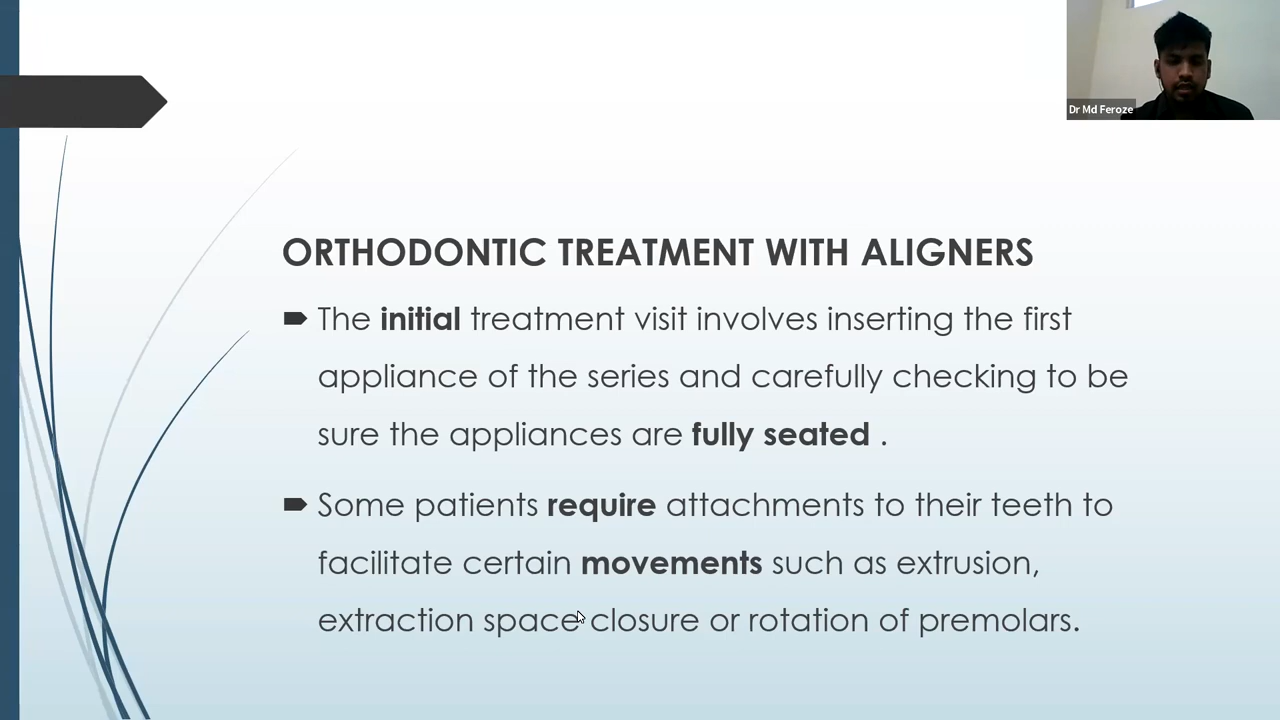 Dr Md Feroze
ORTHODONTIC TREATMENT WITH ALIGNERS
The initial treatment visit involves inserting the first
appliance of the series and carefully checking to be
sure the appliances are fully seated .
Some patients require attachments to their teeth to
facilitate certain movements such as extrusion,
extraction space closure or rotation of premolars.